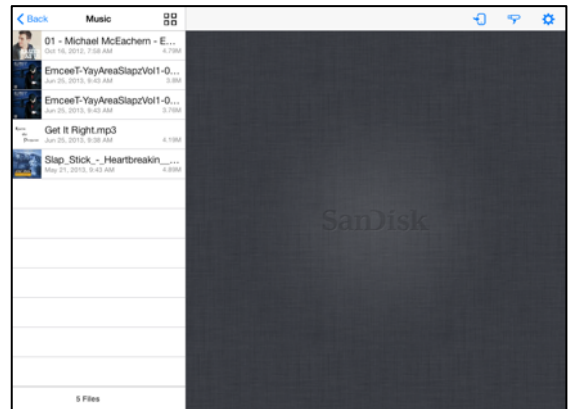 Back Music
01 - Michael McEachern - E...
Oct 16, 2012, 7:58 AM 4.79M
EmceeT-YayAreaSlapzVol1-0...
Jun 25, 2013, 9:43 AM 3.8M
EmceeT-YayAreaSlapzVol1-0...
Jun 25, 2013, 9:43 AM 3.76M
Get It Right.mp3
Jun 25, 2013, 9:38 AM 4.19M
Slap_Stick_-_Heartbreakin__...
May 21, 2013, 9:43 AM 4.89M
SanDisk
5 Files